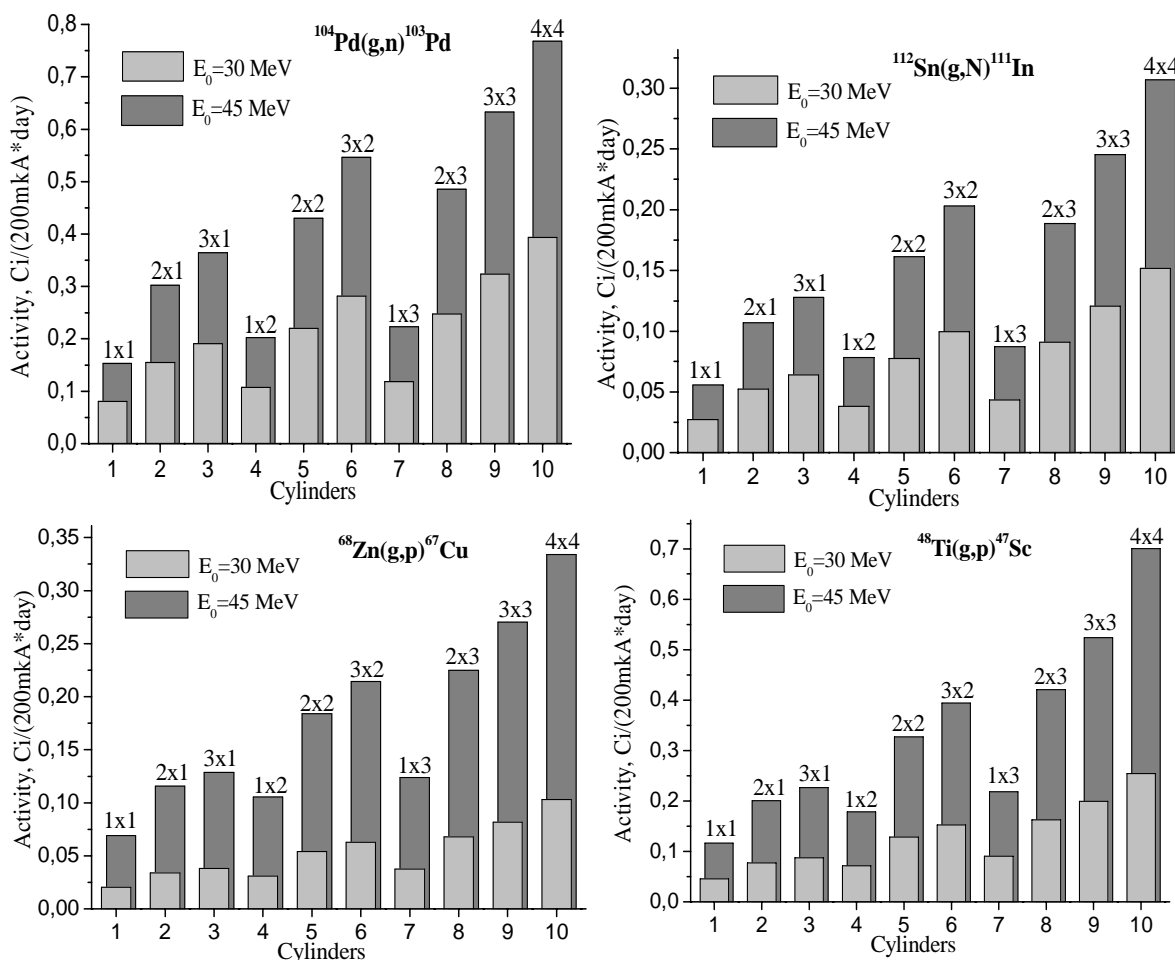 ¹⁰⁴Pd(g,n)¹⁰³Pd
E₀=30 MeV
E₀=45 MeV
Activity, Ci/(200mkA*day)
0,8
0,7
0,6
0,5
0,4
0,3
0,2
0,1
0,0
1x1
2x1
3x1
1x2
2x2
3x2
1x3
2x3
3x3
4x4
1 2 3 4 5 6 7 8 9 10
Cylinders
¹¹²Sn(g,N)¹¹¹In
E₀=30 MeV
E₀=45 MeV
Activity, Ci/(200mkA*day)
0,30
0,25
0,20
0,15
0,10
0,05
0,00
1x1
2x1
3x1
1x2
2x2
3x2
1x3
2x3
3x3
4x4
1 2 3 4 5 6 7 8 9 10
Cylinders
⁶⁸Zn(g,p)⁶⁷Cu
E₀=30 MeV
E₀=45 MeV
Activity, Ci/(200mkA*day)
0,35
0,30
0,25
0,20
0,15
0,10
0,05
0,00
1x1
2x1
3x1
1x2
2x2
3x2
1x3
2x3
3x3
4x4
1 2 3 4 5 6 7 8 9 10
Cylinders
⁴⁸Ti(g,p)⁴⁷Sc
E₀=30 MeV
E₀=45 MeV
Activity, Ci/(200mkA*day)
0,7
0,6
0,5
0,4
0,3
0,2
0,1
0,0
1x1
2x1
3x1
1x2
2x2
3x2
1x3
2x3
3x3
4x4
1 2 3 4 5 6 7 8 9 10
Cylinders